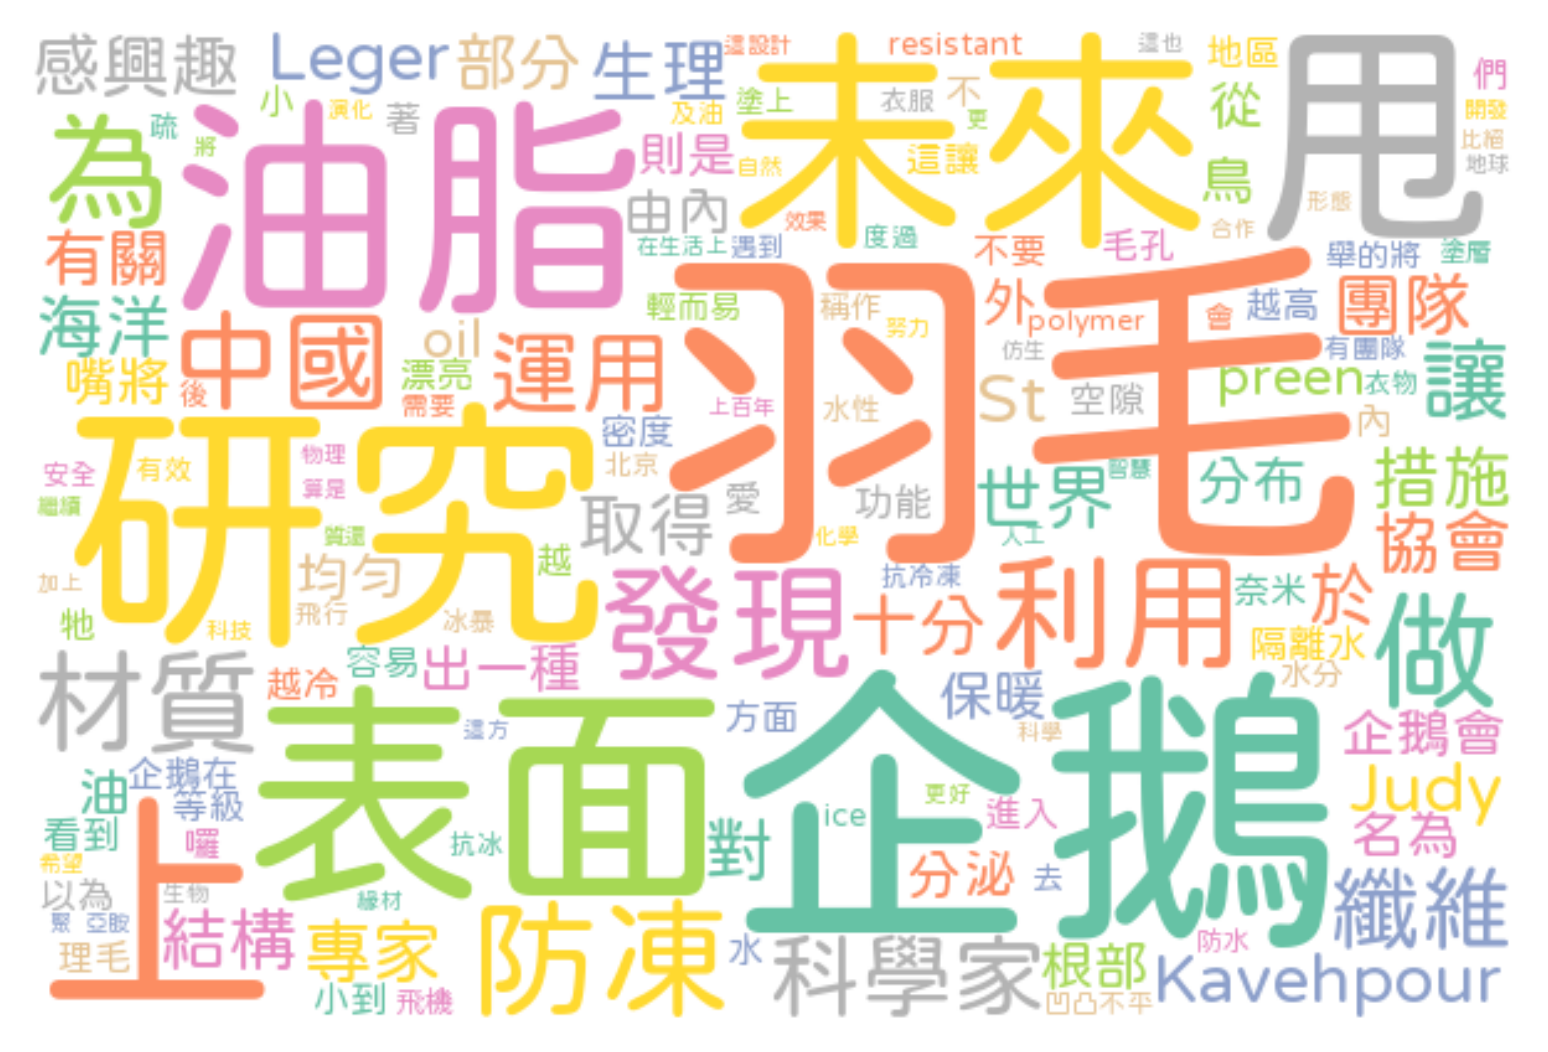 感興趣
Leger
部分
生理
這設計
resistant
這也
地區
甩
們
小
演化
著
及油
塗上
未來
衣服
不
更
從
開發
為
疏
將
油脂
則是
自然
這讓
鳥
比絕
地球
有關
由內
在生活上
遇到
效果
度過
不要
毛孔
合作
形態
舉的將
塗層
海洋
中國
oil
運用
輕而易
稱作
努力
羽毛
外
polymer
會
越高
團隊
嘴將
後
漂亮
需要
上百年
水性
仿生
St
空隙
有團隊
preen
衣物
讓
研究
物理
算是
密度
北京
內
安全
有效
繼續
質還
取得
愛
功能
世界
智慧
分布
措施
化學
人工
協會
加上
均勻
越
抗冷凍
奈米
於
牠
科技
飛行
冰暴
發現
十分
利用
隔離水
水分
做
材質
越冷
容易
出一種
保暖
科學
企鵝會
這方
方面
油
企鵝在
等級
表面
企鵝
ice
更好
進入
Judy
名為
看到
囉
抗冰
對
分泌
去
希望
以為
上
生物
緣材
纖維
聚 亞胺
理毛
結構
專家
防凍
水
科學家
根部
防水
Kavehpour
小到
飛機
凹凸不平